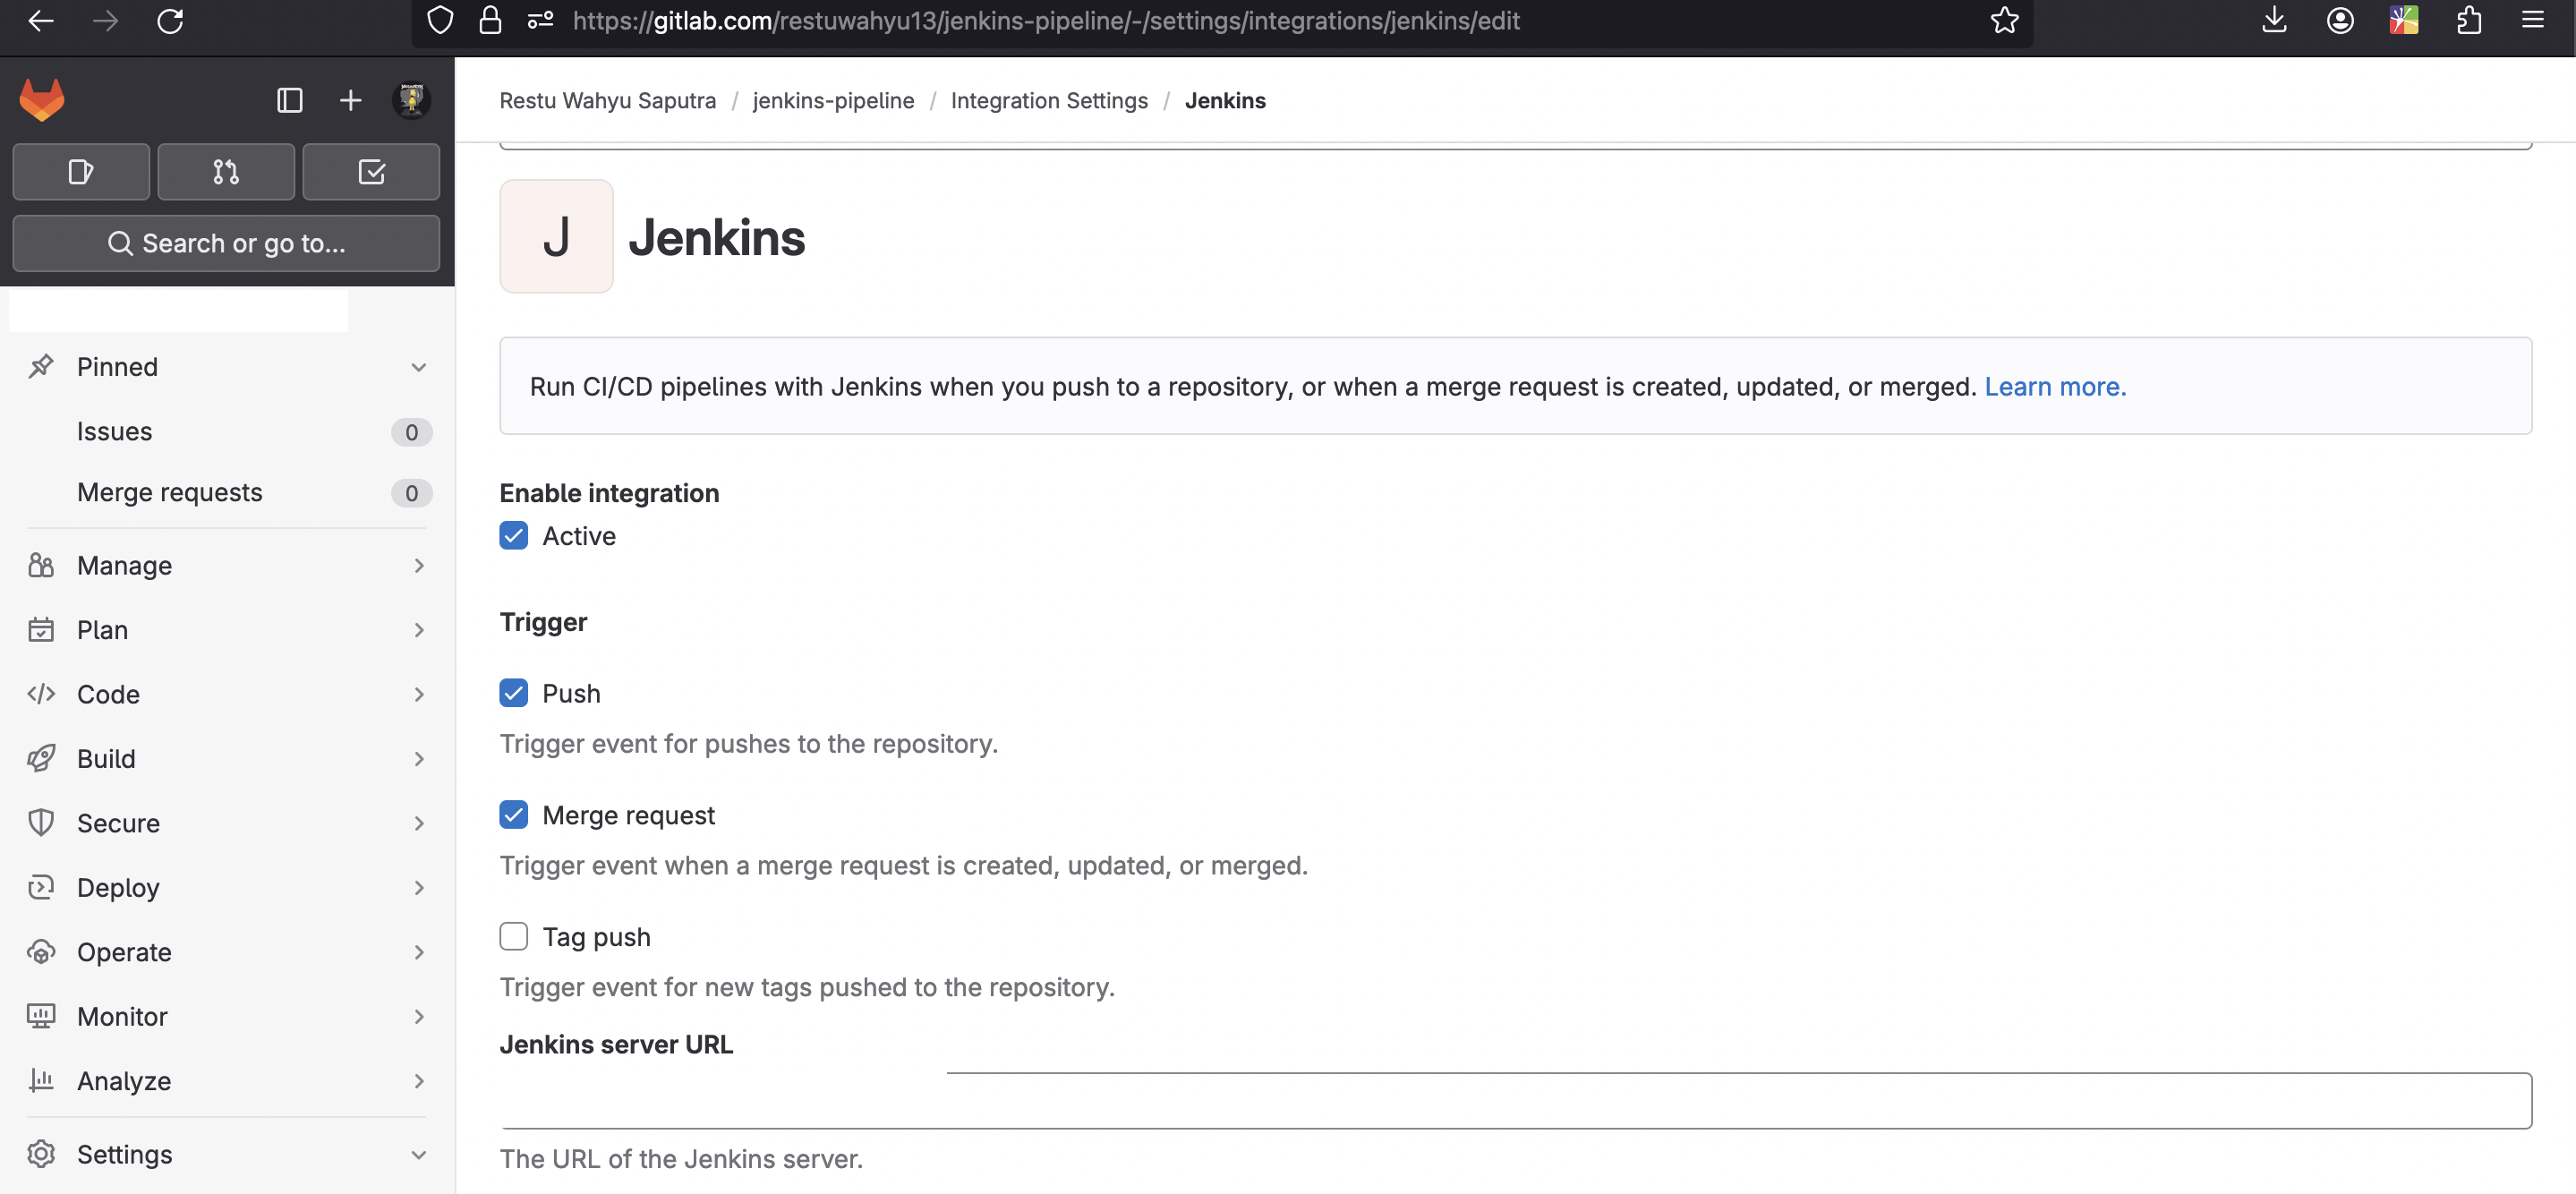 https://gitlab.com/restuwahyu13/jenkins-pipeline/-/settings/integrations/jenkins/edit
Restu Wahyu Saputra / jenkins-pipeline / Integration Settings / Jenkins
Search or go to...
Pinned
Issues 0
Merge requests 0
Manage
Plan
Code
Build
Secure
Deploy
Operate
Monitor
Analyze
Settings
J Jenkins
Run CI/CD pipelines with Jenkins when you push to a repository, or when a merge request is created, updated, or merged. Learn more.
Enable integration
Active
Trigger
Push
Trigger event for pushes to the repository.
Merge request
Trigger event when a merge request is created, updated, or merged.
Tag push
Trigger event for new tags pushed to the repository.
Jenkins server URL
The URL of the Jenkins server.